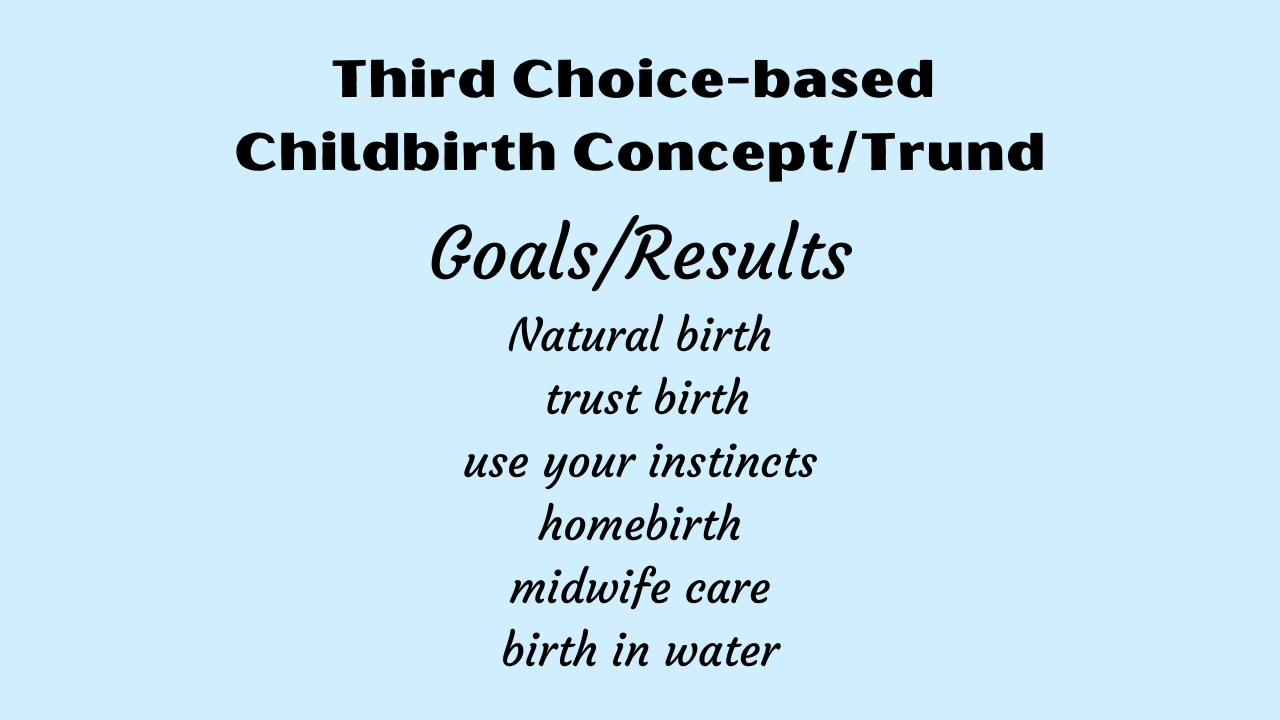 Third Choice-based
Childbirth Concept/Trund
Goals/Results
Natural birth
trust birth
use your instincts
homebirth
midwife care
birth in water